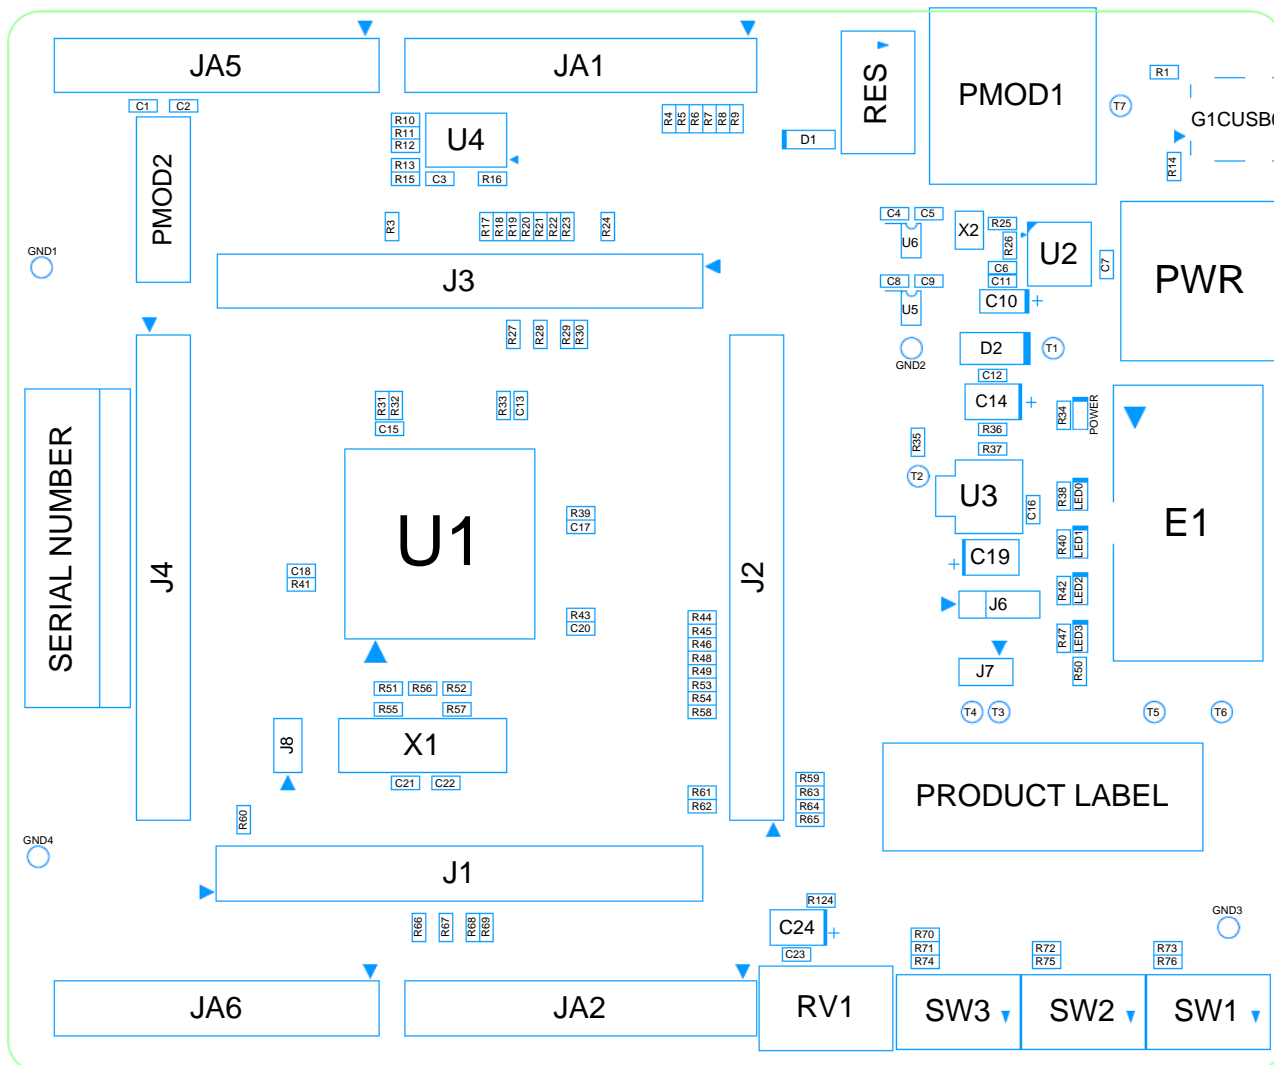 JA5
JA1
RES
PMOD1
R1
T7
G1CUSB0
R14
C1
C2
R10
R11
R12
R13
R15
U4
C3
R16
R4
R5
R6
R7
R8
R9
D1
PMOD2
R3
R17
R18
R19
R20
R21
R22
R23
R24
C4
C5
U6
X2
R25
R26
U2
C7
C6
C11
C10
+
PWR
GND1
J3
C8
C9
U5
GND2
D2
T1
C12
C14
+
R27
R28
R29
R30
R31
R32
C15
R33
C13
R34
POWER
R35
R36
R37
T2
U3
C16
R38
LED0
E1
SERIAL NUMBER
J4
U1
R39
C17
J2
C18
R41
R43
C20
+
C19
R40
LED1
R42
LED2
J6
R47
LED3
J7
R50
R44
R45
R46
R48
R49
R53
R54
R58
R51
R56
R52
R55
R57
J8
X1
C21
C22
T4
T3
T5
T6
R59
R61
R63
R62
R64
R65
PRODUCT LABEL
R60
GND4
J1
R124
C24
+
C23
GND3
R66
R67
R68
R69
R70
R71
R74
R72
R75
R73
R76
JA6
JA2
RV1
SW3
SW2
SW1